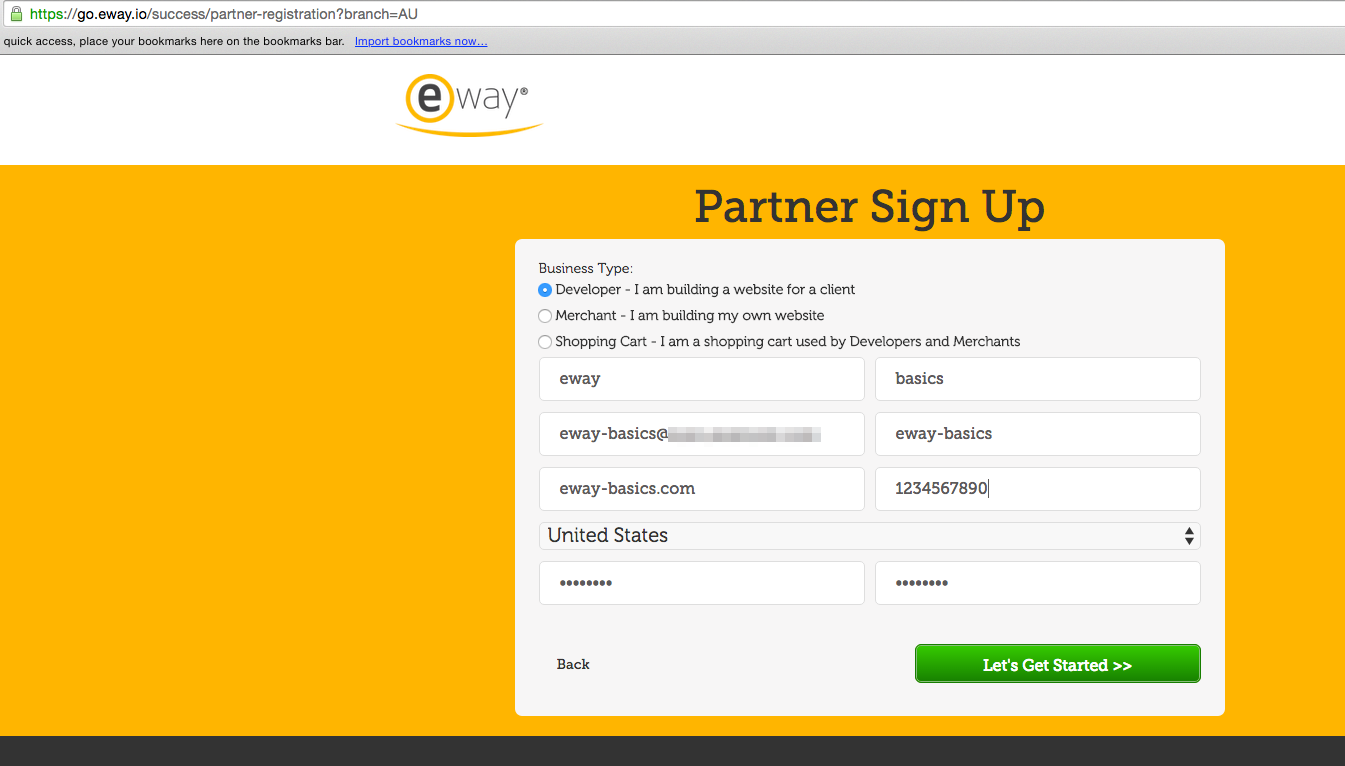 https://go.eway.io/success/partner-registration?branch=AU
quick access, place your bookmarks here on the bookmarks bar. Import bookmarks now...
eway®
Partner Sign Up
Business Type:
Developer - I am building a website for a client
Merchant - I am building my own website
Shopping Cart - I am a shopping cart used by Developers and Merchants
eway basics
eway-basics@ eway-basics
eway-basics.com 1234567890
United States
•••••••• ••••••••
Back Let's Get Started >>